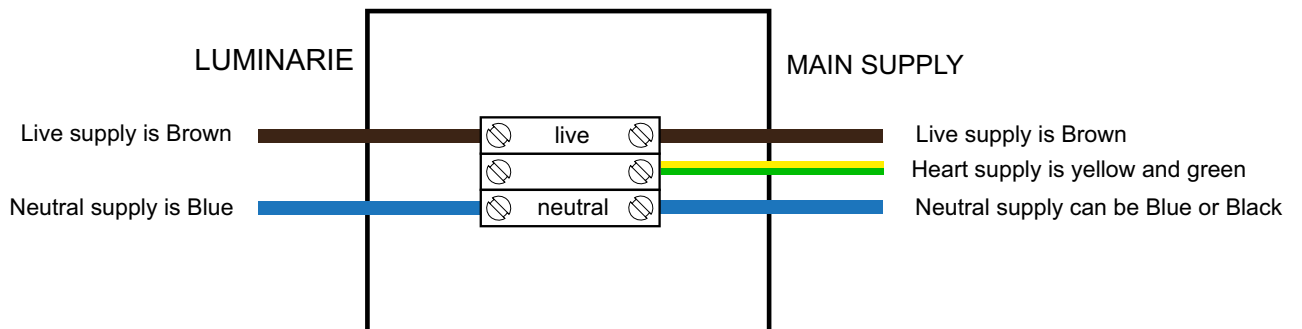 LUMINARIE
MAIN SUPPLY
Live supply is Brown
live
Live supply is Brown
Heart supply is yellow and green
Neutral supply is Blue
neutral
Neutral supply can be Blue or Black